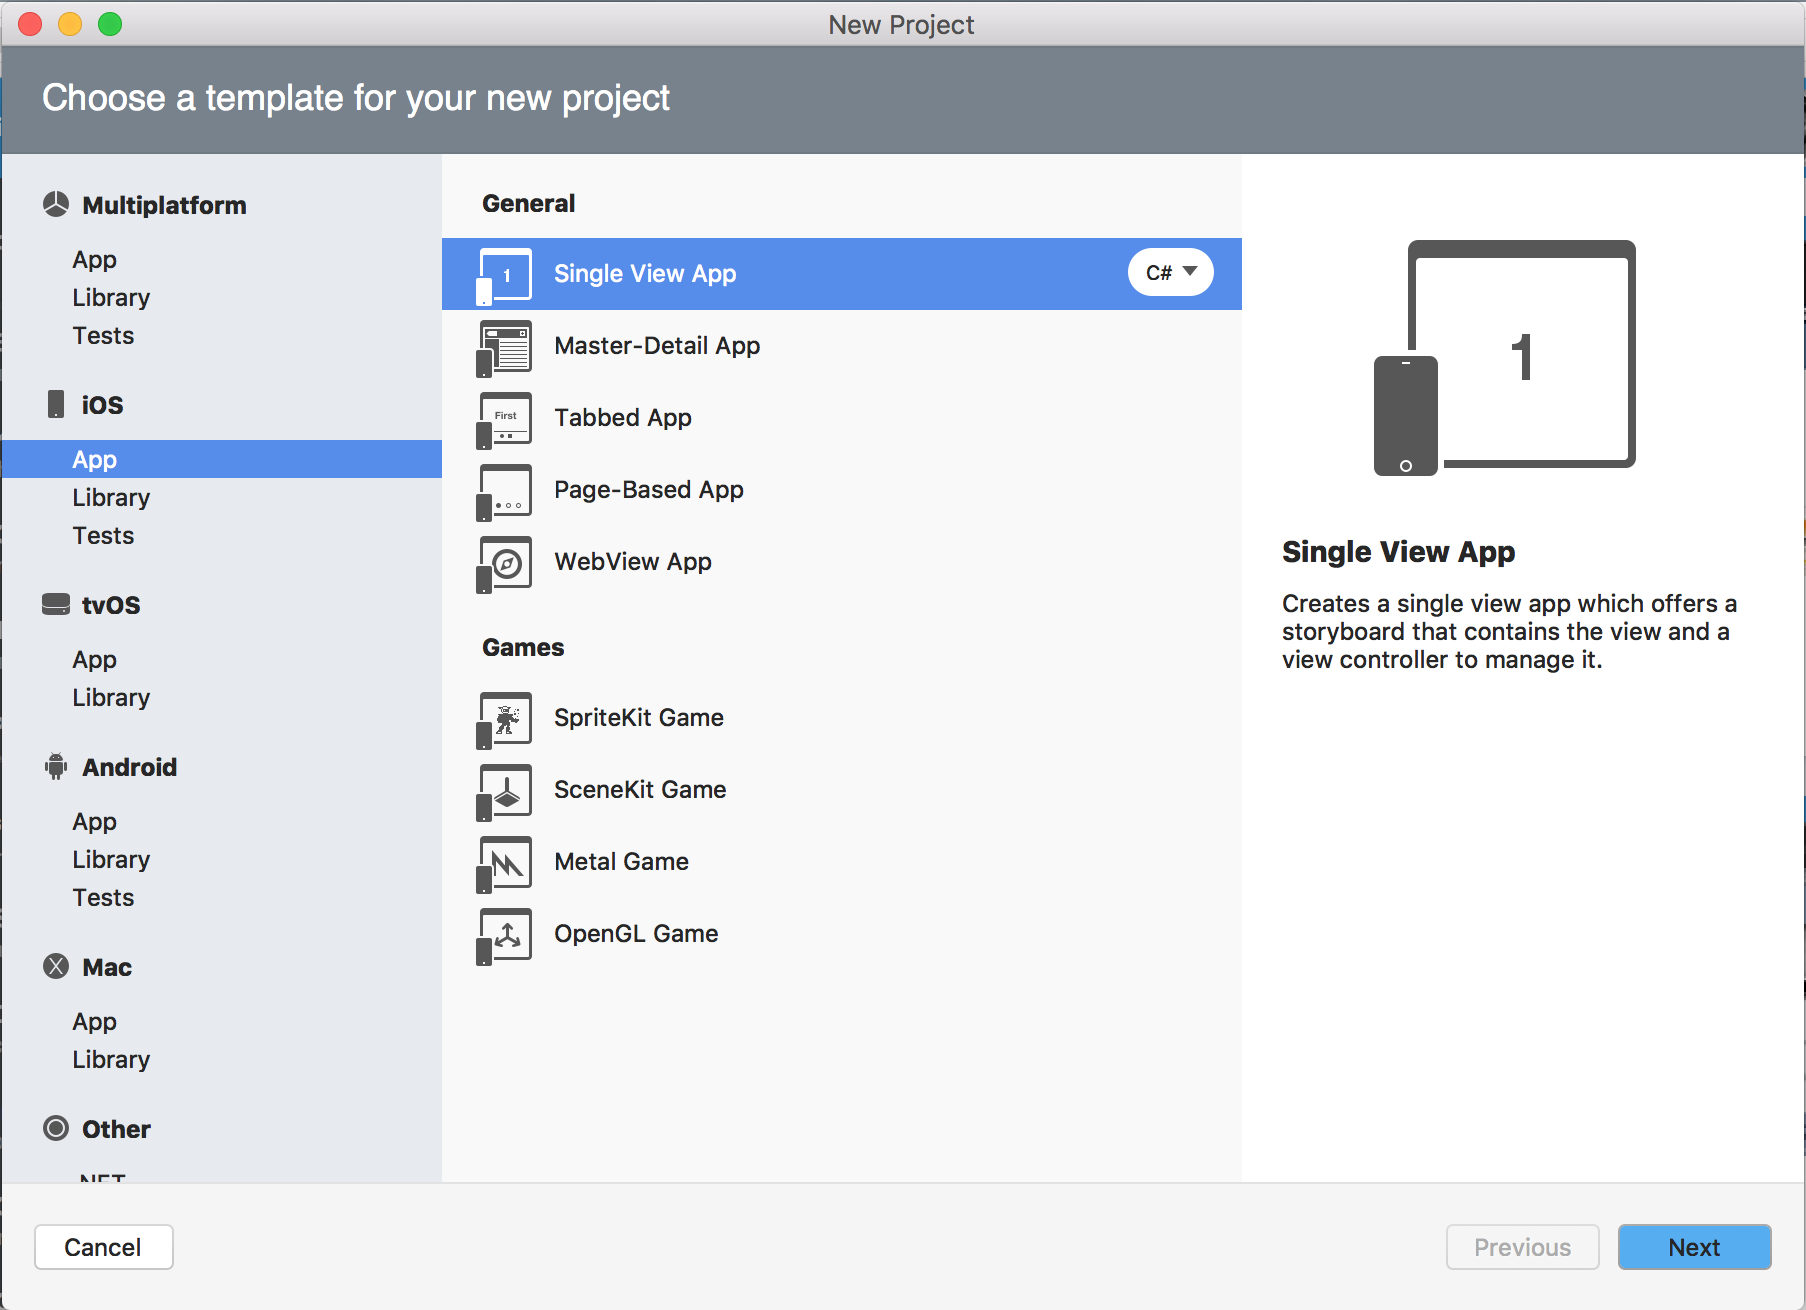 New Project
Choose a template for your new project
Multiplatform
App
Library
Tests
iOS
App
Library
Tests
tvOS
App
Library
Android
App
Library
Tests
Mac
App
Library
Other
.NET
General
1
Single View App
C#
Master-Detail App
First
Tabbed App
Page-Based App
WebView App
Games
SpriteKit Game
SceneKit Game
Metal Game
OpenGL Game
1
Single View App
Creates a single view app which offers a
storyboard that contains the view and a
view controller to manage it.
Cancel
Previous
Next